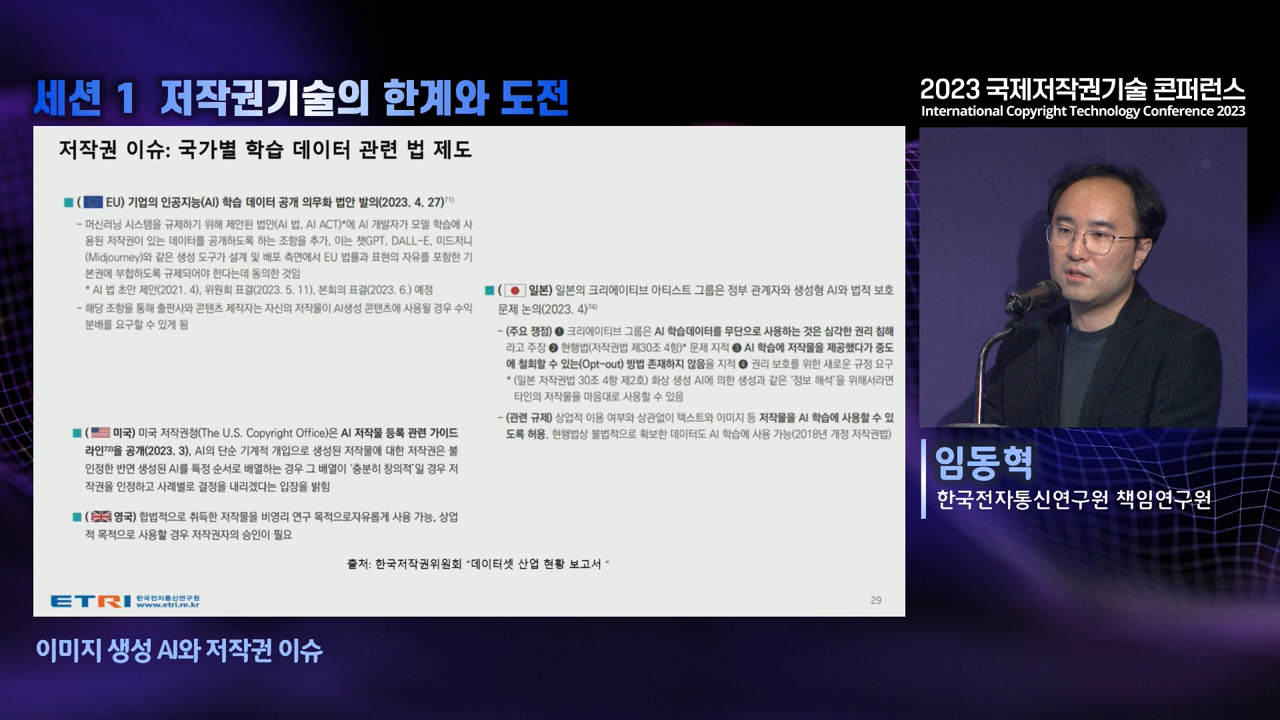 세션 1 저작권기술의 한계와 도전
2023 국제저작권기술 콘퍼런스
International Copyright Technology Conference 2023
저작권 이슈: 국가별 학습 데이터 관련 법 제도
■ ( EU) 기업의 인공지능(AI) 학습 데이터 공개 의무화 법안 발의(2023. 4. 27)71)
– 머신러닝 시스템을 규제하기 위해 제안된 법안(AI 법, AI ACT)*에 AI 개발자가 모델 학습에 사
용된 저작권이 있는 데이터를 공개하도록 하는 조항을 추가, 이는 챗GPT, DALL-E, 미드저니
(Midjourney)와 같은 생성 도구가 설계 및 배포 측면에서 EU 법률과 표현의 자유를 포함한 기
본권에 부합하도록 규제되어야 한다는데 동의한 것임
* AI 법 초안 제안(2021. 4), 위원회 표결(2023. 5. 11), 본회의 표결(2023. 6.) 예정
– 해당 조항을 통해 출판사와 콘텐츠 제작자는 자신의 저작물이 AI생성 콘텐츠에 사용될 경우 수익
분배를 요구할 수 있게 됨
■ ( 미국) 미국 저작권청(The U.S. Copyright Office)은 AI 저작물 등록 관련 가이드
라인72)을 공개(2023. 3), AI의 단순 기계적 개입으로 생성된 저작물에 대한 저작권은 불
인정한 반면 생성된 AI를 특정 순서로 배열하는 경우 그 배열이 '충분히 창의적'일 경우 저
작권을 인정하고 사례별로 결정을 내리겠다는 입장을 밝힘
■ ( 영국) 합법적으로 취득한 저작물을 비영리 연구 목적으로자유롭게 사용 가능, 상업
적 목적으로 사용할 경우 저작권자의 승인이 필요
■ ( 일본) 일본의 크리에이티브 아티스트 그룹은 정부 관계자와 생성형 AI와 법적 보호
문제 논의(2023. 4)74)
– (주요 쟁점) ❶ 크리에이티브 그룹은 AI 학습데이터를 무단으로 사용하는 것은 심각한 권리 침해
라고 주장 ❷ 현행법(저작권법 제30조 4항)* 문제 지적 ❸ AI 학습에 저작물을 제공했다가 중도
에 철회할 수 있는(Opt-out) 방법 존재하지 않음을 지적 ❹ 권리 보호를 위한 새로운 규정 요구
* (일본 저작권법 30조 4항 제2호) 화상 생성 AI에 의한 생성과 같은 '정보 해석'을 위해서라면
타인의 저작물을 마음대로 사용할 수 있음
– (관련 규제) 상업적 이용 여부와 상관없이 텍스트와 이미지 등 저작물을 AI 학습에 사용할 수 있
도록 허용, 현행법상 불법적으로 확보한 데이터도 AI 학습에 사용 가능(2018년 개정 저작권법)
출처: 한국저작권위원회 "데이터셋 산업 현황 보고서 "
ETRI 한국전자통신연구원
www.etri.re.kr
29
임동혁
한국전자통신연구원 책임연구원
이미지 생성 AI와 저작권 이슈